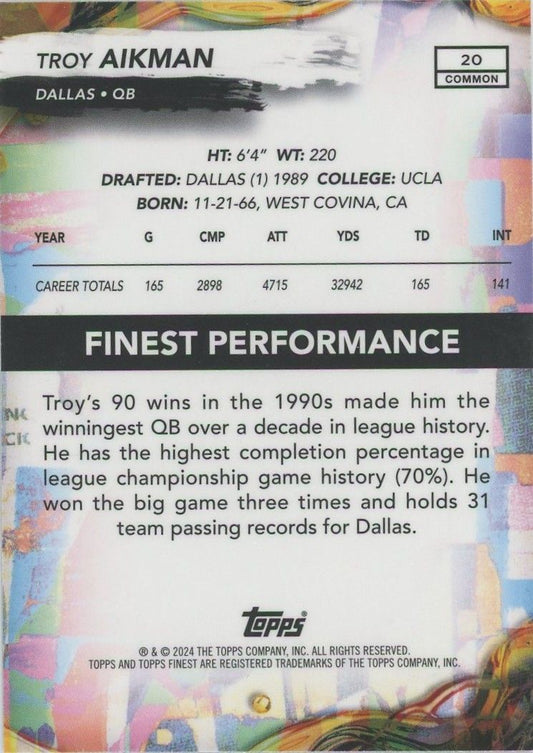 TROY AIKMAN
20
COMMON
DALLAS • QB
HT: 6'4" WT: 220
DRAFTED: DALLAS (1) 1989 COLLEGE: UCLA
BORN: 11-21-66, WEST COVINA, CA
YEAR G CMP ATT YDS TD INT
CAREER TOTALS 165 2898 4715 32942 165 141
FINEST PERFORMANCE
Troy's 90 wins in the 1990s made him the
winningest QB over a decade in league history.
He has the highest completion percentage in
league championship game history (70%). He
won the big game three times and holds 31
team passing records for Dallas.
TOPPS®
® & © 2024 THE TOPPS COMPANY, INC. ALL RIGHTS RESERVED.
TOPPS AND TOPPS FINEST ARE REGISTERED TRADEMARKS OF THE TOPPS COMPANY, INC.